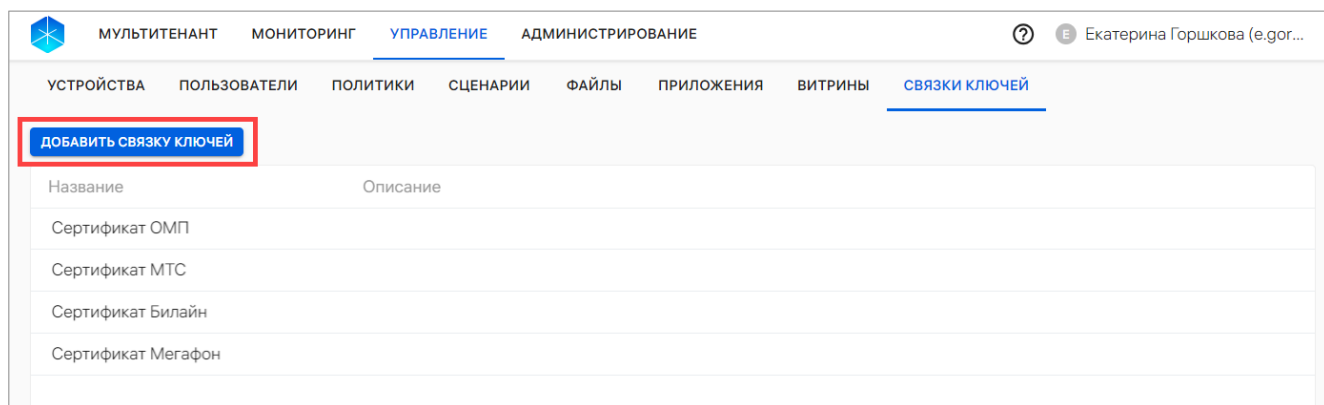 МУЛЬТИТЕНАНТ МОНИТОРИНГ УПРАВЛЕНИЕ АДМИНИСТРИРОВАНИЕ E Екатерина Горшкова (e.gor...
УСТРОЙСТВА ПОЛЬЗОВАТЕЛИ ПОЛИТИКИ СЦЕНАРИИ ФАЙЛЫ ПРИЛОЖЕНИЯ ВИТРИНЫ СВЯЗКИ КЛЮЧЕЙ
ДОБАВИТЬ СВЯЗКУ КЛЮЧЕЙ
Название Описание
Сертификат ОМП
Сертификат МТС
Сертификат Билайн
Сертификат Мегафон